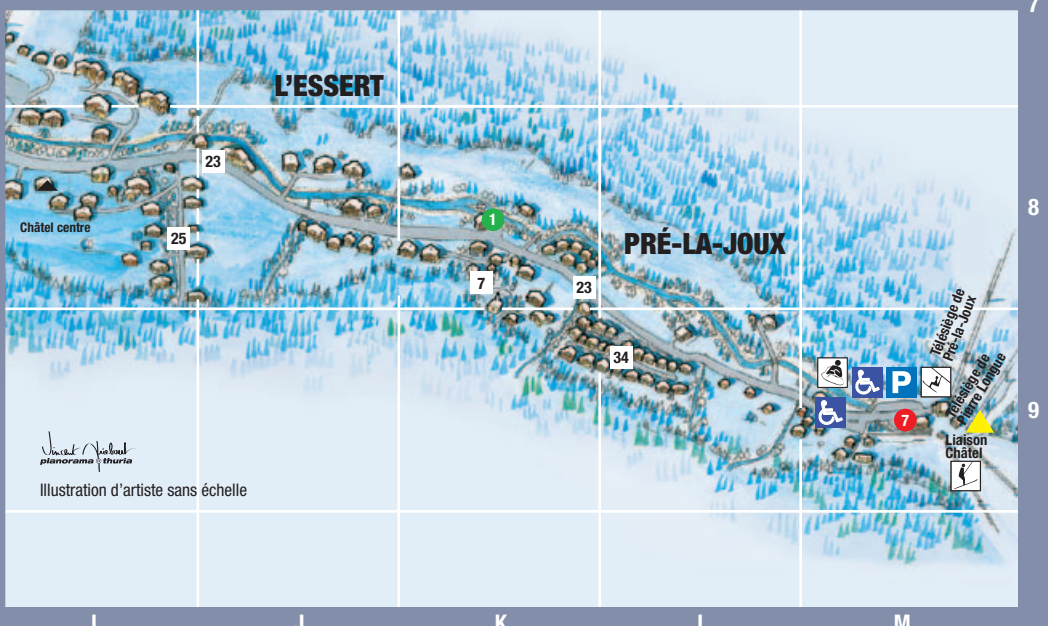 7
L'ESSERT
23
8
Châtel centre
25
1
PRÉ-LA-JOUX
7
23
Télésiège de
Pré-la-Joux
34
Télésiège de
Pierre Longue
P
9
7
Liaison
Châtel
planorama thuria
Illustration d'artiste sans échelle
K
M